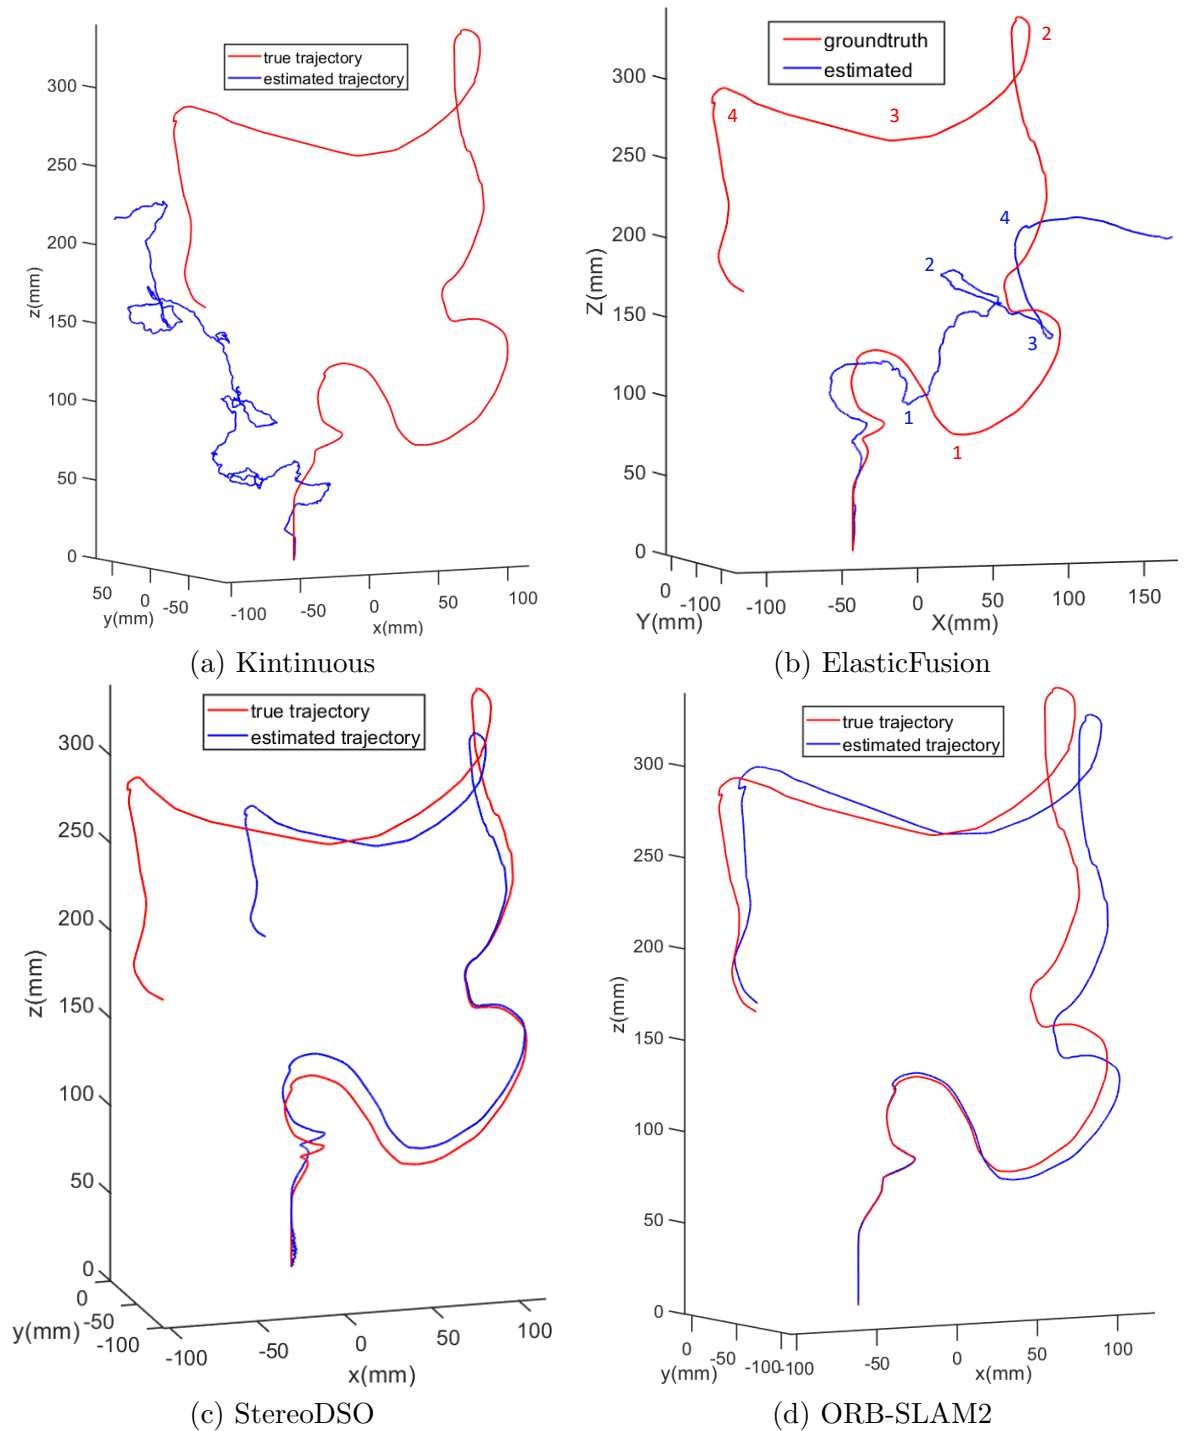 true trajectory
estimated trajectory
300
250
200
150
100
50
0
z(mm)
50
0
-50
y(mm)
-100
-50
0
50
100
x(mm)
(a) Kintinuous
groundtruth
estimated
2
4
3
4
2
3
1
1
300
250
200
150
100
50
0
Z(mm)
0
-100
Y(mm)
-100
-50
0
50
100
150
X(mm)
(b) ElasticFusion
true trajectory
estimated trajectory
300
250
200
150
100
50
0
z(mm)
0
-50
-100
y(mm)
-100
-50
0
50
100
x(mm)
(c) StereoDSO
true trajectory
estimated trajectory
300
250
200
150
100
50
0
z(mm)
0
-50
-100
y(mm)
-100
-50
0
50
100
x(mm)
(d) ORB-SLAM2